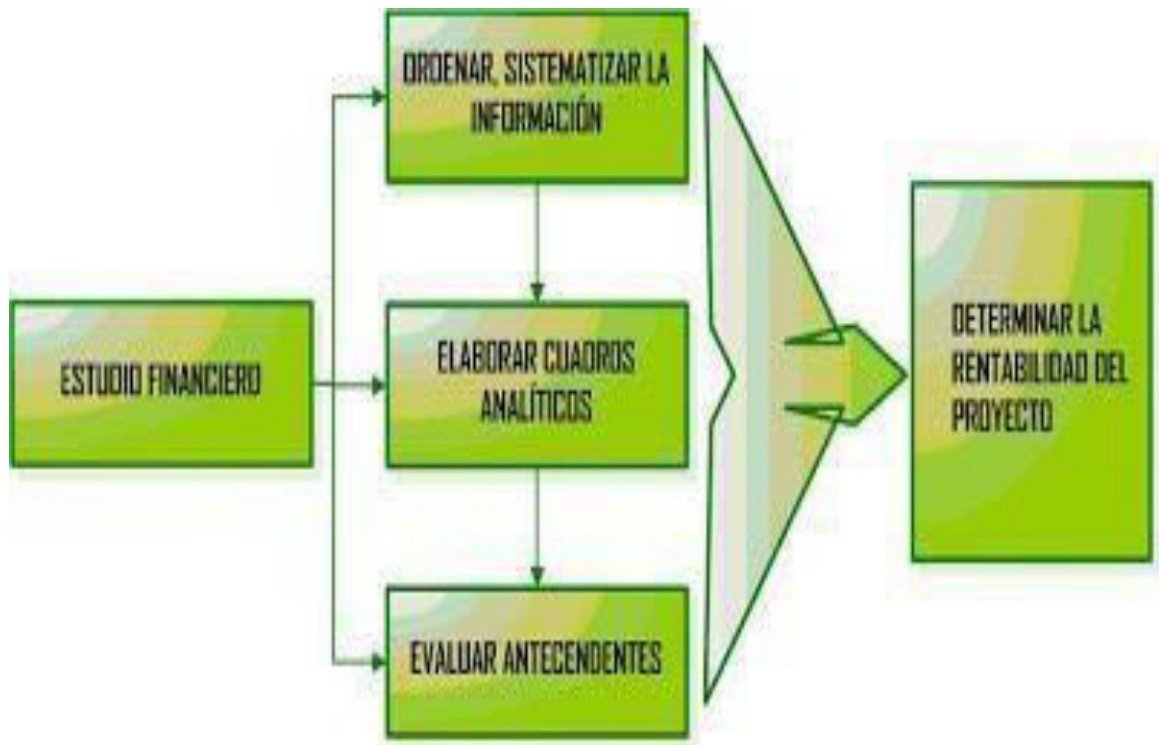 ORDENAR, SISTEMATIZAR LA
INFORMACIÓN
ESTUDIO FINANCIERO
ELABORAR CUADROS
ANALÍTICOS
EVALUAR ANTECENDENTES
DETERMINAR LA
RENTABILIDAD DEL
PROYECTO